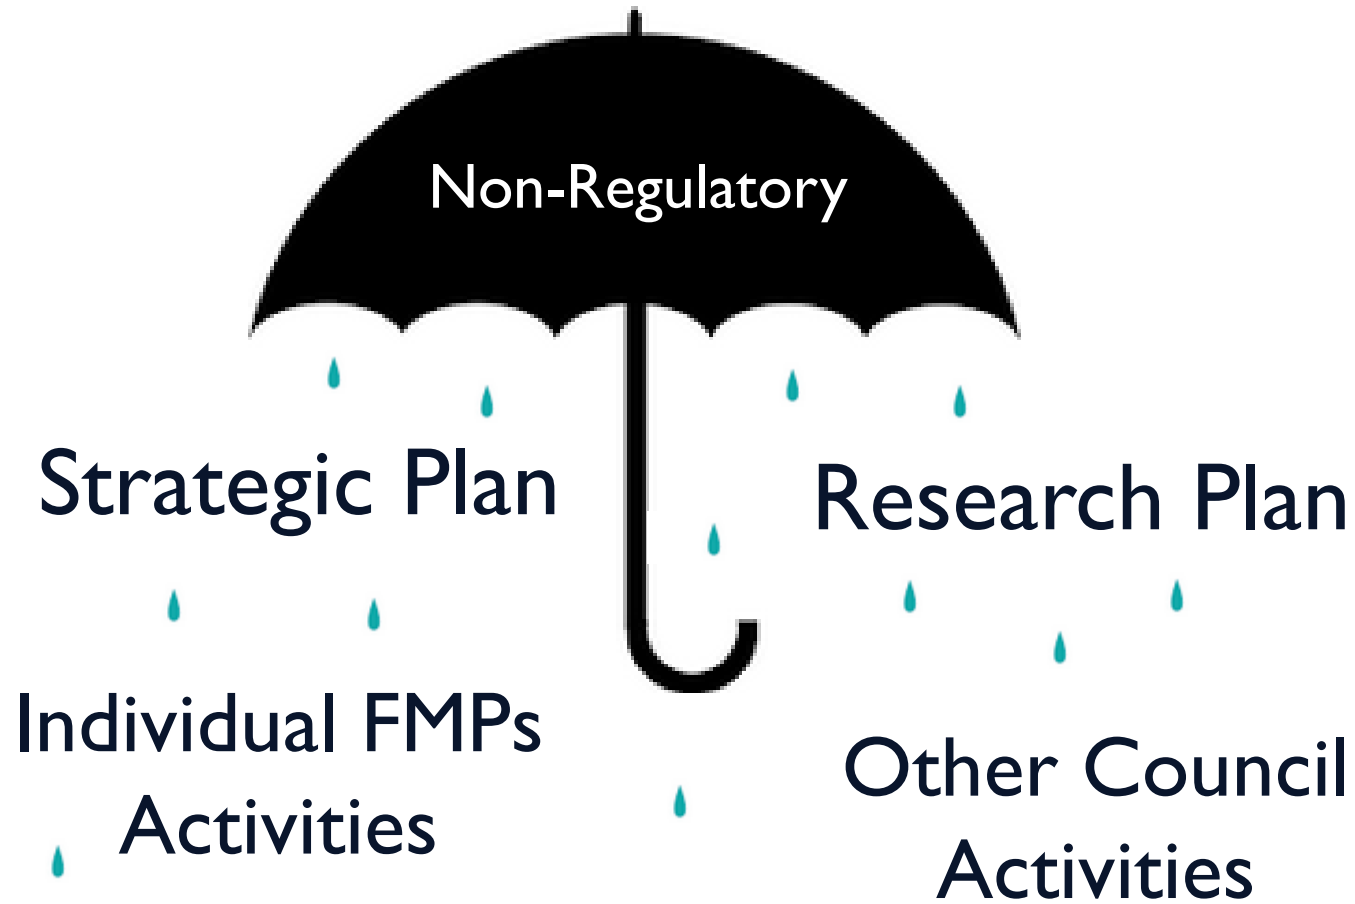 Non-Regulatory
Strategic Plan
Research Plan
Individual FMPs
Activities
Other Council
Activities